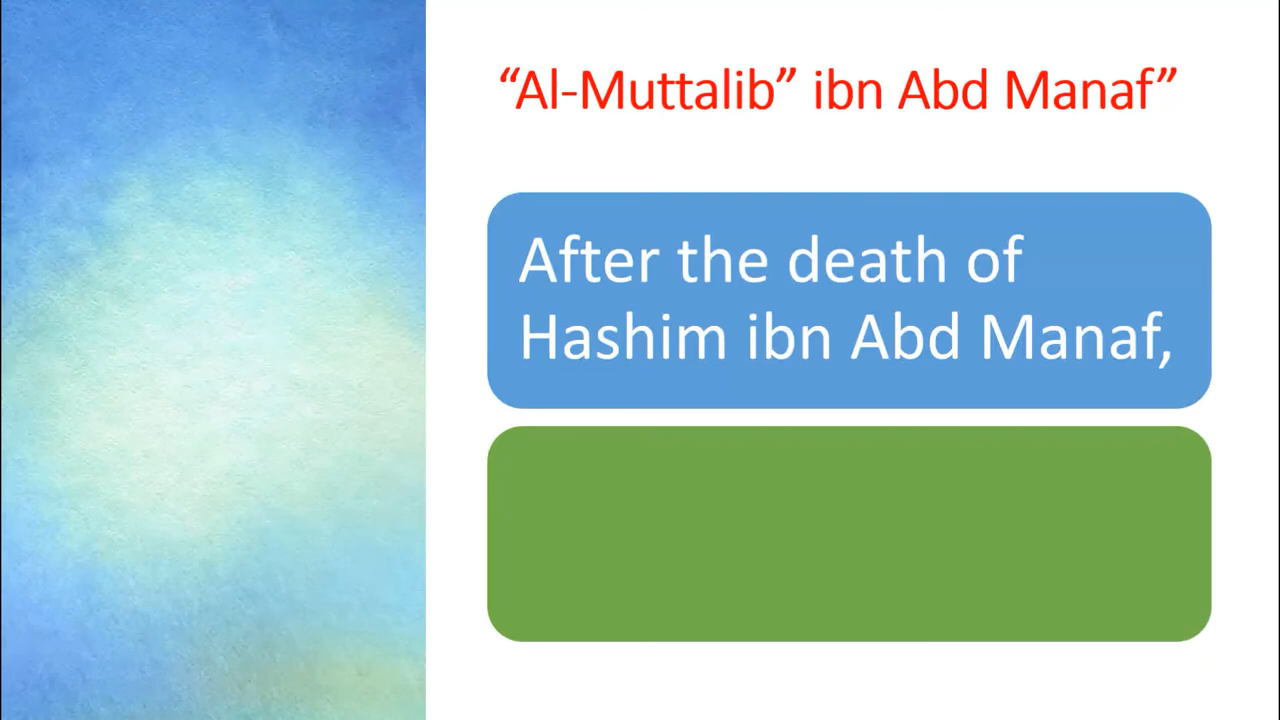 “Al-Muttalib” ibn Abd Manaf”
After the death of
Hashim ibn Abd Manaf,